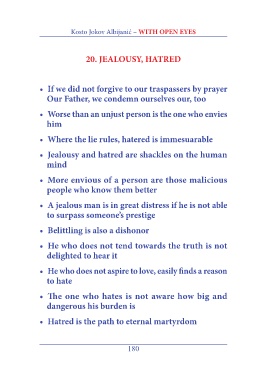 Kosto Jokov Albijanić – WITH OPEN EYES
20. JEALOUSY, HATRED
• If we did not forgive to our traspassers by prayer
Our Father, we condemn ourselves our, too
• Worse than an unjust person is the one who envies
him
• Where the lie rules, hatered is immesuarable
• Jealousy and hatred are shackles on the human
mind
• More envious of a person are those malicious
people who know them better
• A jealous man is in great distress if he is not able
to surpass someone’s prestige
• Belittling is also a dishonor
• He who does not tend towards the truth is not
delighted to hear it
• He who does not aspire to love, easily finds a reason
to hate
• The one who hates is not aware how big and
dangerous his burden is
• Hatred is the path to eternal martyrdom
180